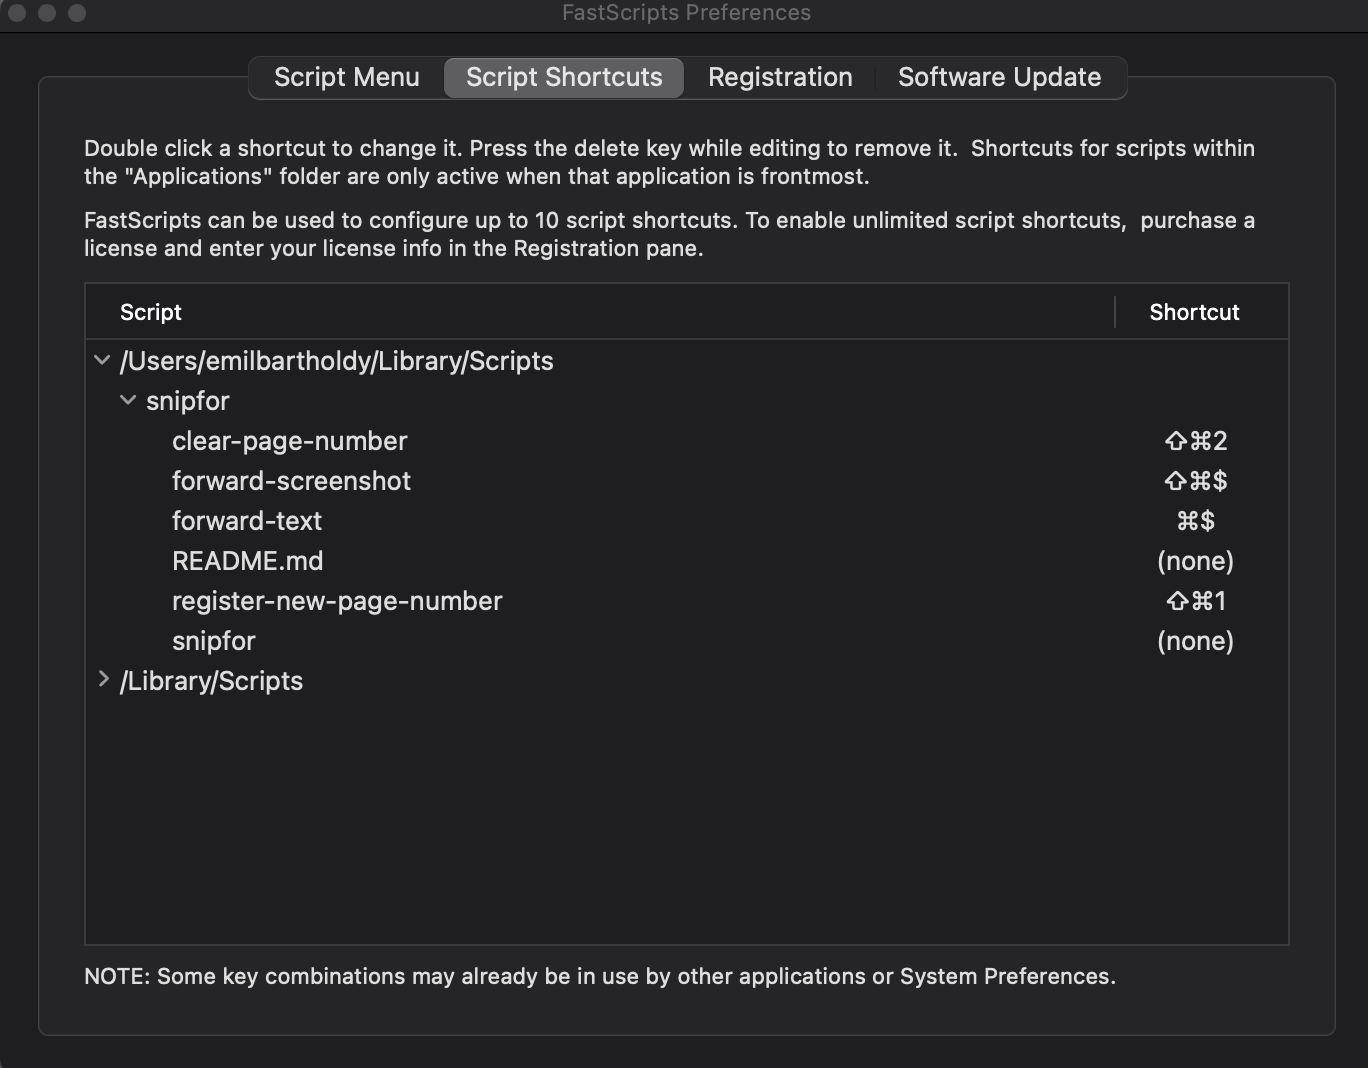 FastScripts Preferences
Script Menu Script Shortcuts Registration Software Update
Double click a shortcut to change it. Press the delete key while editing to remove it.  Shortcuts for scripts within
the "Applications" folder are only active when that application is frontmost.
FastScripts can be used to configure up to 10 script shortcuts. To enable unlimited script shortcuts,  purchase a
license and enter your license info in the Registration pane.
Script Shortcut
/Users/emilbartholdy/Library/Scripts
snipfor
clear-page-number ⇧⌘2
forward-screenshot ⇧⌘$
forward-text ⌘$
README.md (none)
register-new-page-number ⇧⌘1
snipfor (none)
/Library/Scripts
NOTE: Some key combinations may already be in use by other applications or System Preferences.